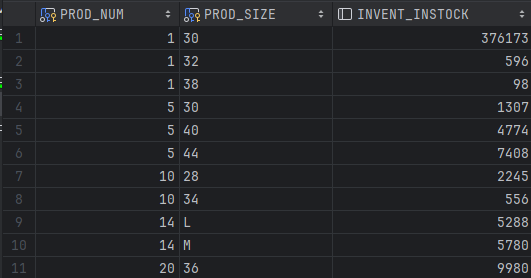 PROD_NUM PROD_SIZE INVENT_INSTOCK
1 1 30 376173
2 1 32 596
3 1 38 98
4 5 30 1307
5 5 40 4774
6 5 44 7408
7 10 28 2245
8 10 34 556
9 14 L 5288
10 14 M 5780
11 20 36 9980